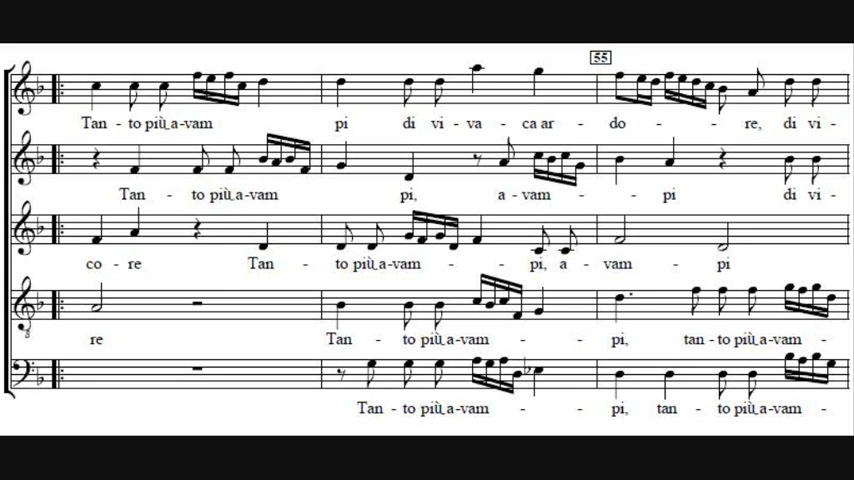 55
Tan - to più a-vam pi di vi - va - ca ar - do - - re, di vi -
Tan - to più a-vam pi, a - vam - - pi di vi -
co - re Tan - to più a-vam - - pi, a - vam - pi
8
re Tan - to più a-vam - - pi, tan - to più a-vam -
Tan - to più a-vam - - pi, tan - to più a-vam -